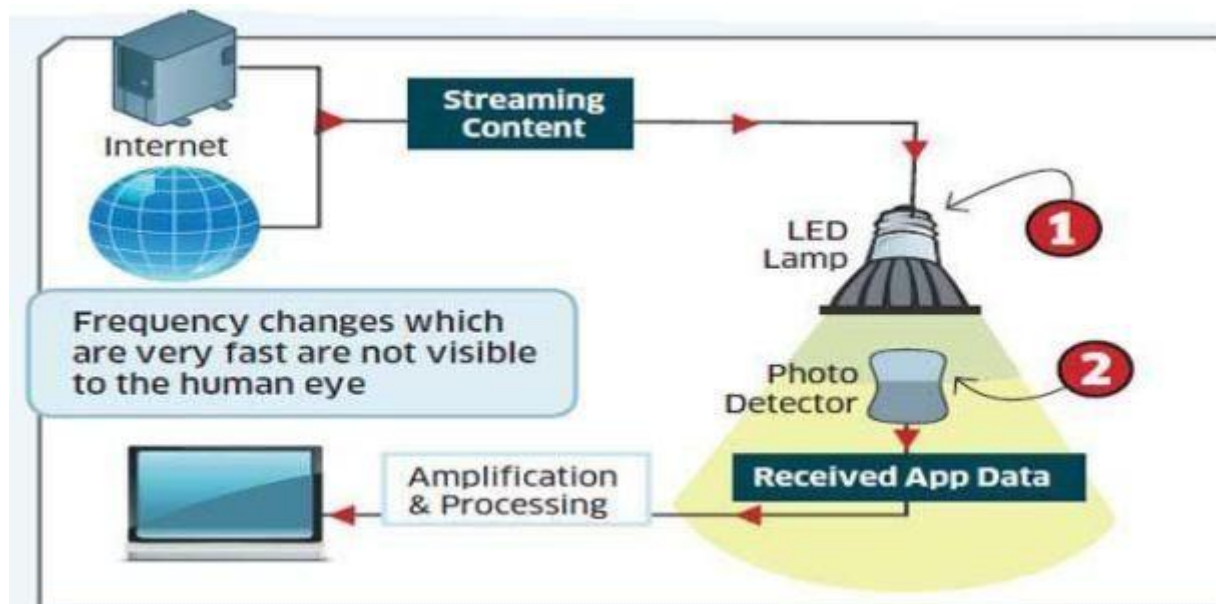 Internet
Streaming
Content
LED
Lamp
1
Frequency changes which
are very fast are not visible
to the human eye
Photo
Detector
2
Received App Data
Amplification
& Processing